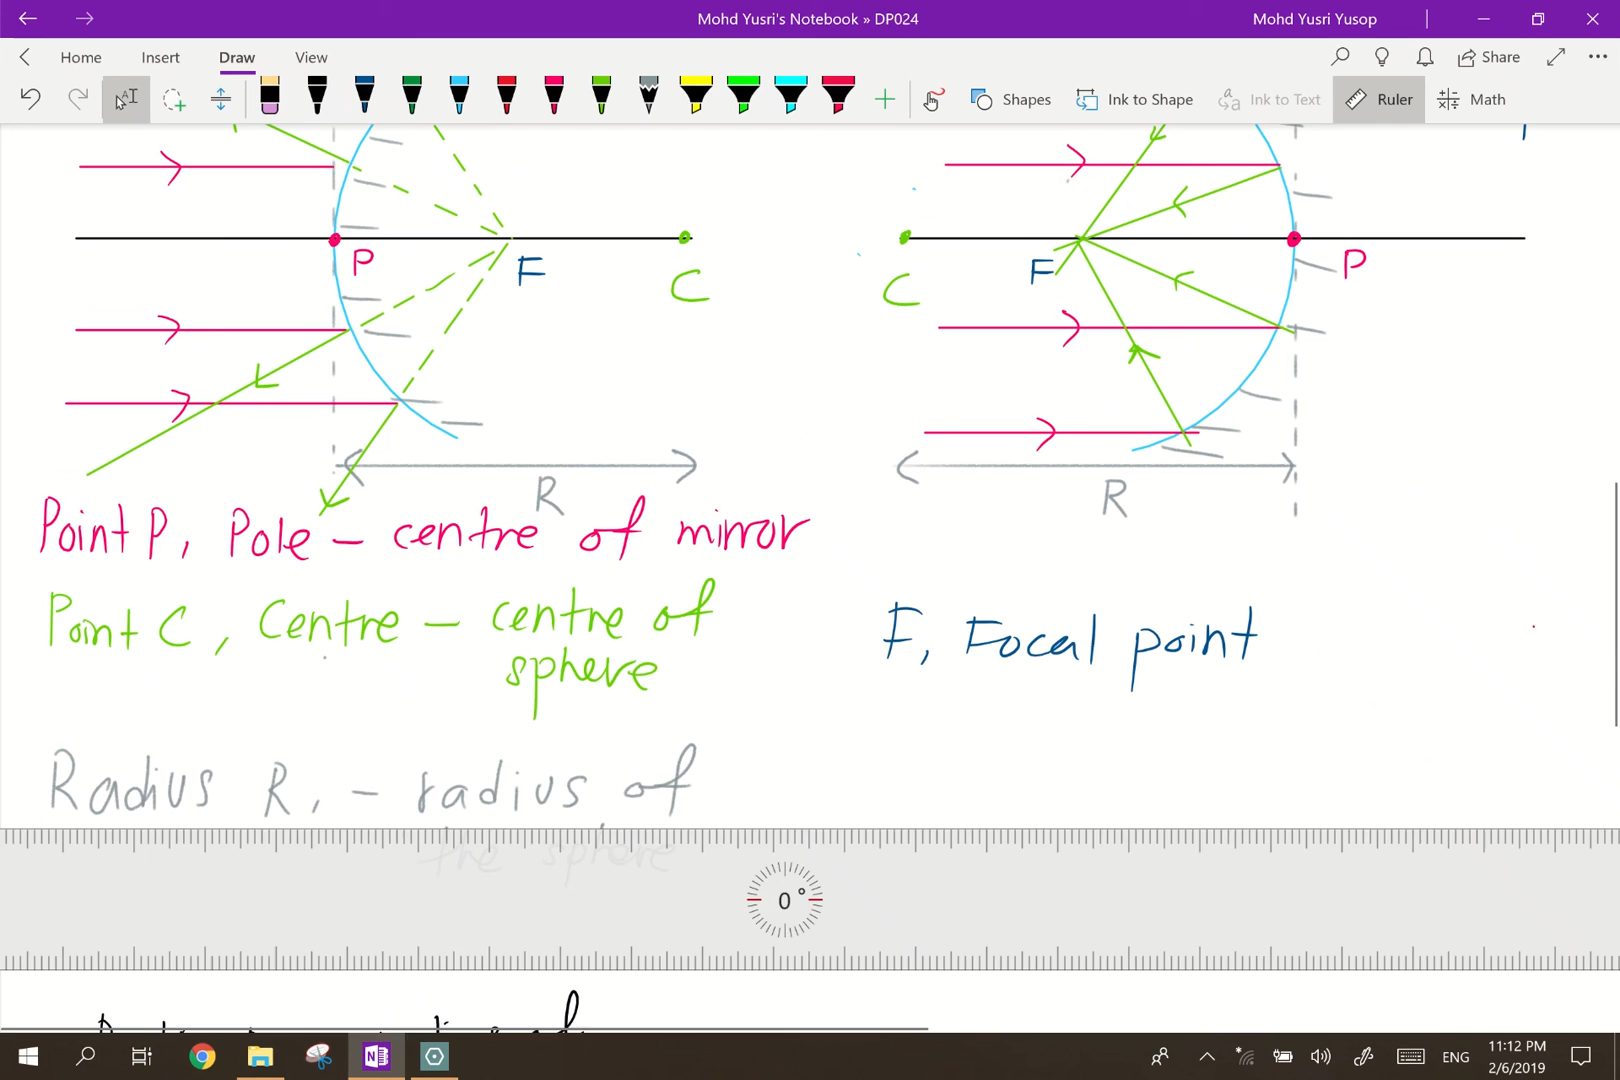 Mohd Yusri's Notebook » DP024
Mohd Yusri Yusop
Home
Insert
Draw
View
Share
Shapes
Ink to Shape
Ink to Text
Ruler
Math
P
F
C
R
C
F
P
R
Point P, Pole – centre of mirror
Point C, Centre – centre of
sphere
F, Focal point
Radius R, – radius of
the sphere
0°
ENG
11:12 PM
2/6/2019